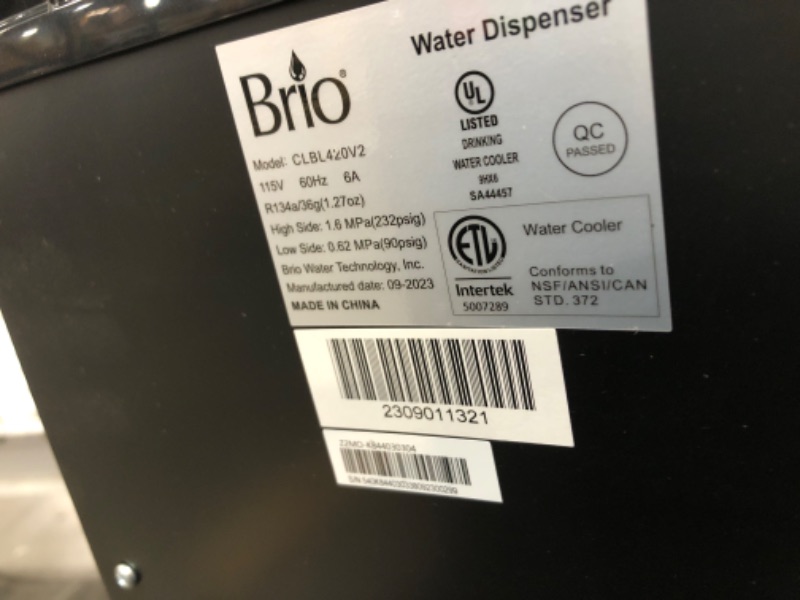 Water Dispenser
Brio®
Model: CLBL420V2
115V 60Hz 6A
R134a/36g(1.27oz)
High Side: 1.6 MPa(232psig)
Low Side: 0.62 MPa(90psig)
Brio Water Technology, Inc.
Manufactured date: 09-2023
MADE IN CHINA
UL
LISTED
DRINKING
WATER COOLER
9HX6
SA44457
QC
PASSED
ETL
Intertek
5007289
Water Cooler
Conforms to
NSF/ANSI/CAN
STD. 372
2309011321